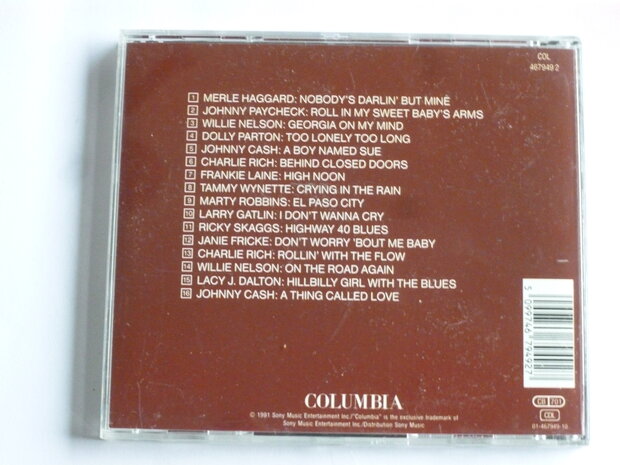 COL
467949 2
1 MERLE HAGGARD: NOBODY'S DARLIN' BUT MINE
2 JOHNNY PAYCHECK: ROLL IN MY SWEET BABY'S ARMS
3 WILLIE NELSON: GEORGIA ON MY MIND
4 DOLLY PARTON: TOO LONELY TOO LONG
5 JOHNNY CASH: A BOY NAMED SUE
6 CHARLIE RICH: BEHIND CLOSED DOORS
7 FRANKIE LAINE: HIGH NOON
8 TAMMY WYNETTE: CRYING IN THE RAIN
9 MARTY ROBBINS: EL PASO CITY
10 LARRY GATLIN: I DON'T WANNA CRY
11 RICKY SKAGGS: HIGHWAY 40 BLUES
12 JANIE FRICKE: DON'T WORRY 'BOUT ME BABY
13 CHARLIE RICH: ROLLIN' WITH THE FLOW
14 WILLIE NELSON: ON THE ROAD AGAIN
15 LACY J. DALTON: HILLBILLY GIRL WITH THE BLUES
16 JOHNNY CASH: A THING CALLED LOVE
5 099746 794927
COLUMBIA
© 1991 Sony Music Entertainment Inc./"Columbia" is the exclusive trademark of
Sony Music Entertainment Inc./Distribution Sony Music
CB 701
CDL
01-467949-10